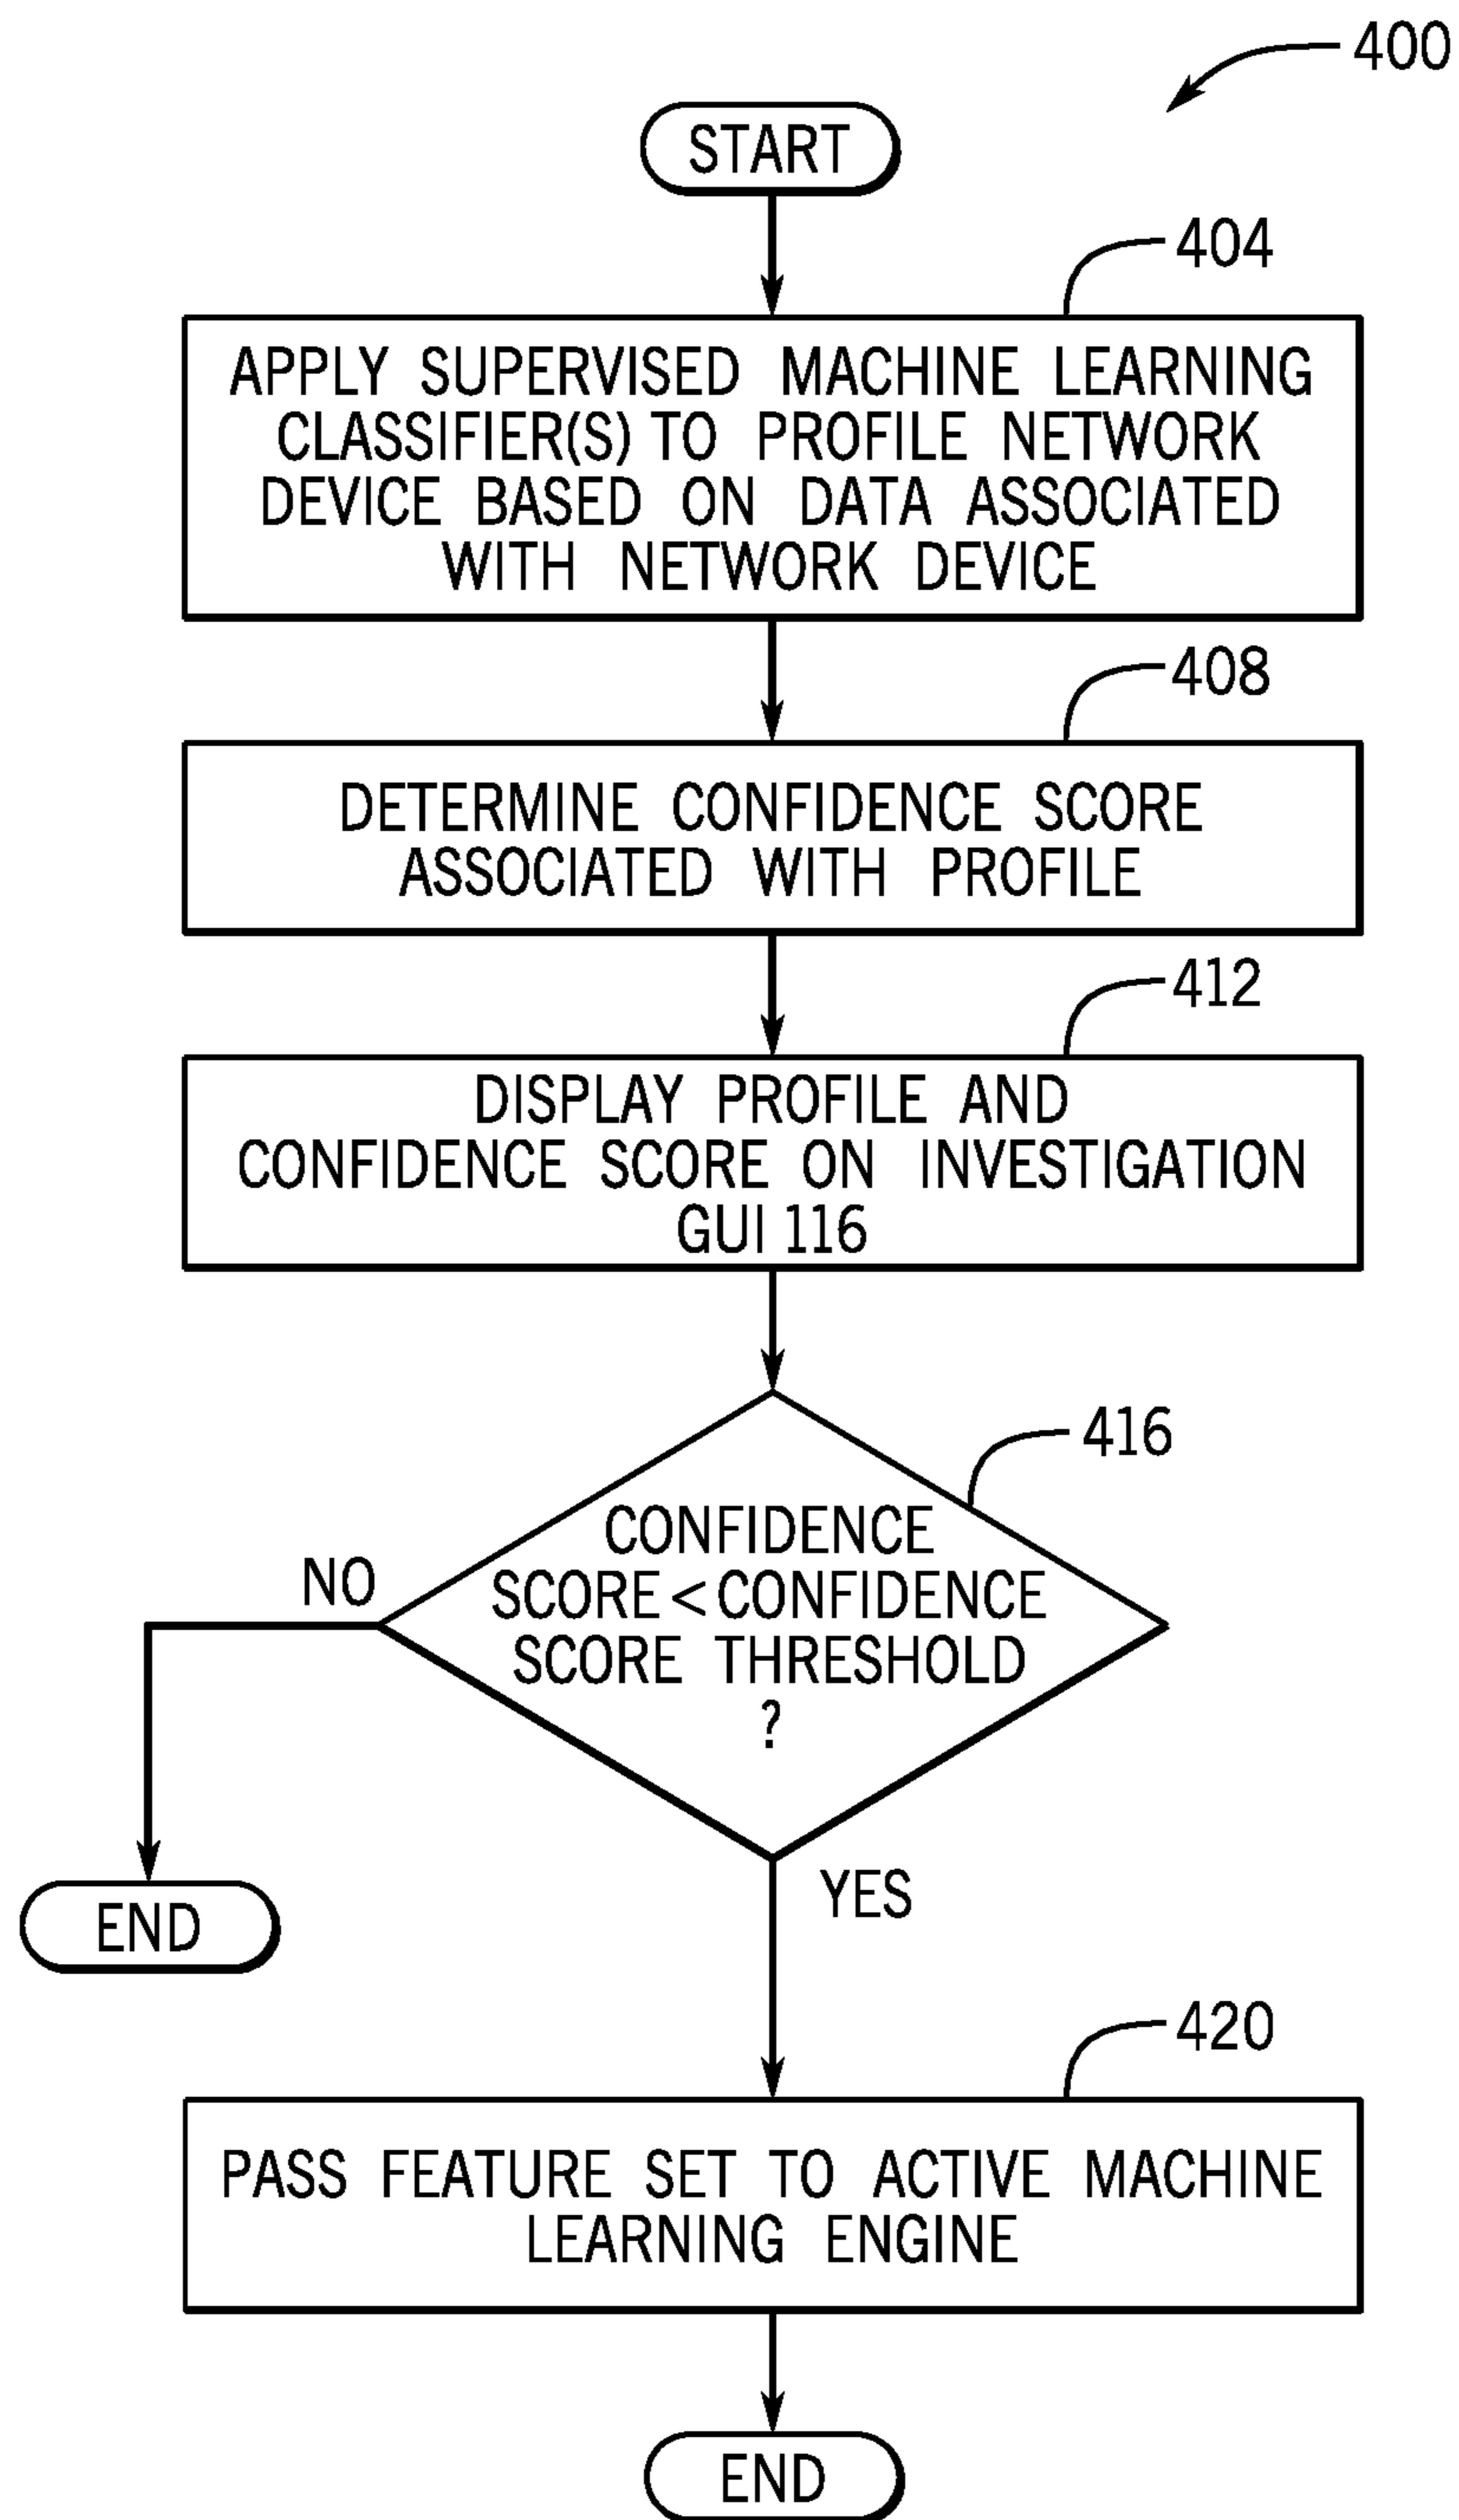 400
START
404
APPLY SUPERVISED MACHINE LEARNING
CLASSIFIER(S) TO PROFILE NETWORK
DEVICE BASED ON DATA ASSOCIATED
WITH NETWORK DEVICE
408
DETERMINE CONFIDENCE SCORE
ASSOCIATED WITH PROFILE
412
DISPLAY PROFILE AND
CONFIDENCE SCORE ON INVESTIGATION
GUI 116
416
CONFIDENCE
SCORE < CONFIDENCE
SCORE THRESHOLD
?
NO
END
YES
420
PASS FEATURE SET TO ACTIVE MACHINE
LEARNING ENGINE
END